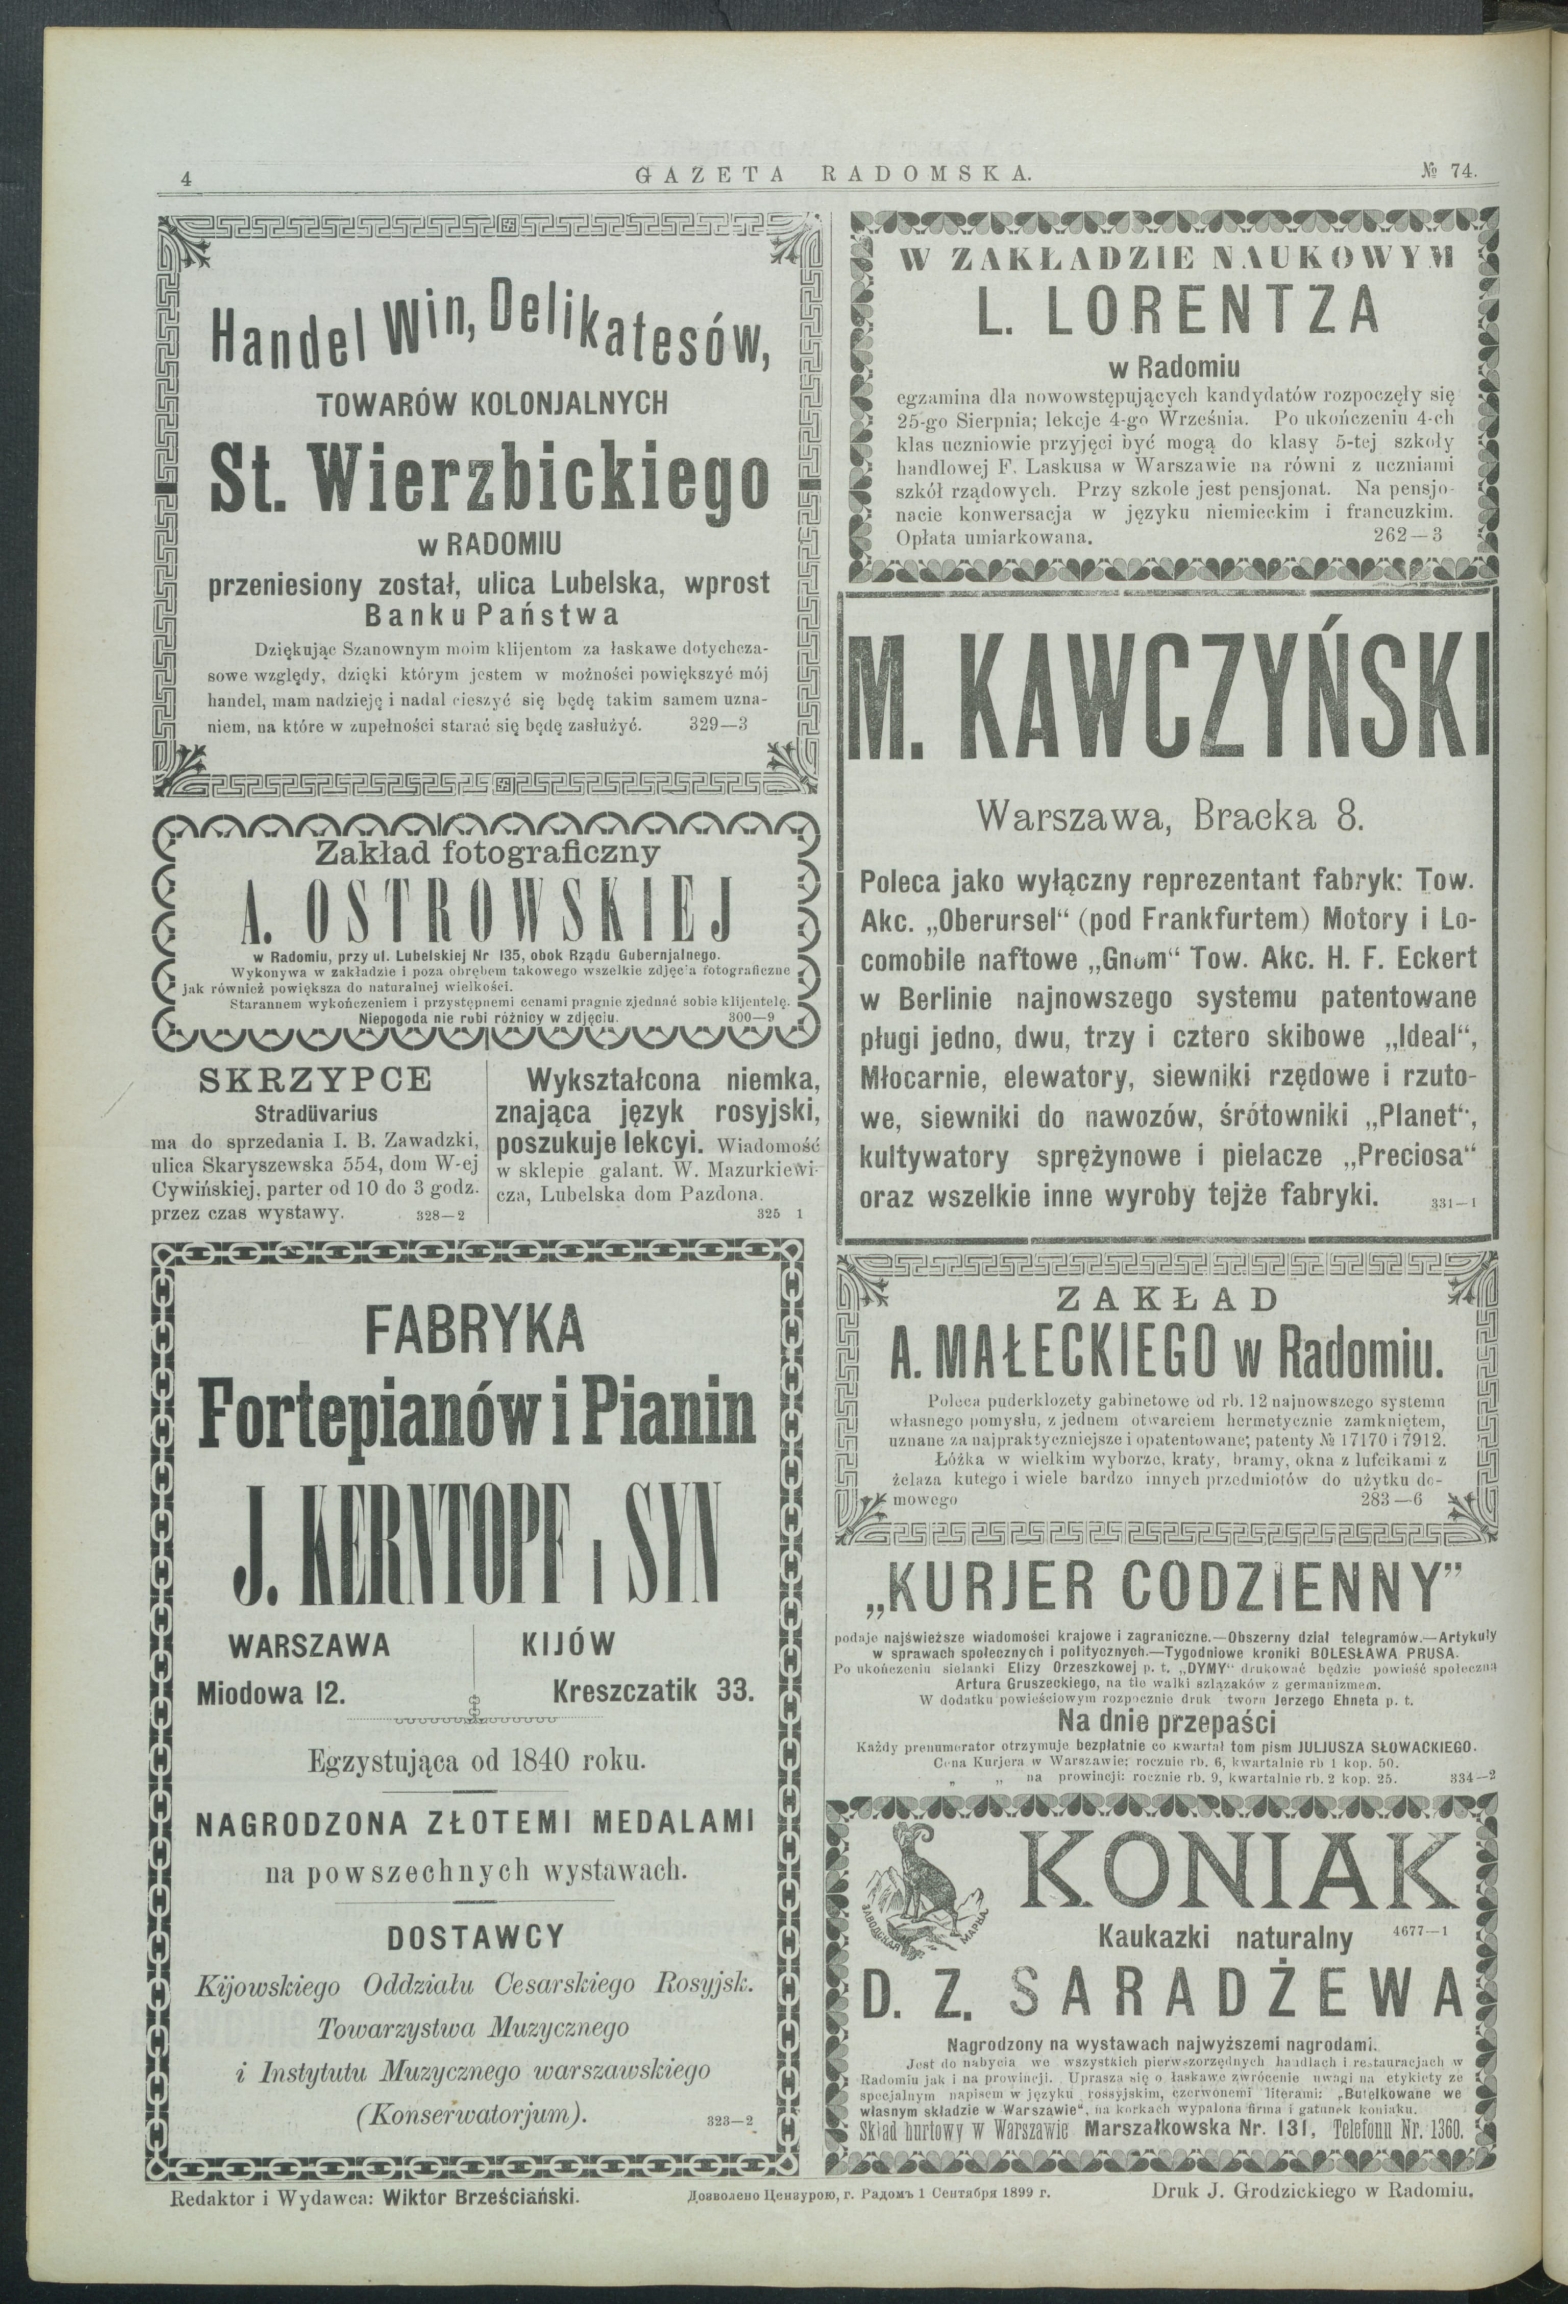 4
GAZETA RADOMSKA.
№ 74.
Handel Win, Delikatesów,
TOWARÓW KOLONJALNYCH
St. Wierzbickiego
w RADOMIU
przeniesiony został, ulica Lubelska, wprost
Banku Państwa
Dziękując Szanownym moim klijentom za łaskawe dotychcza-
sowe względy, dzięki którym jestem w możności powiększyć mój
handel, mam nadzieję i nadal cieszyć się będę takim samem uzna-
niem, na które w zupełności starać się będę zasłużyć. 329—3
Zakład fotograficzny
A. OSTROWSKIEJ
w Radomiu, przy ul. Lubelskiej Nr 135, obok Rządu Gubernjalnego.
Wykonywa w zakładzie i poza obrębem takowego wszelkie zdjęc'a fotograficzne
jak również powiększa do naturalnej wielkości.
Starannem wykończeniem i przystępnemi cenami pragnie zjednać sobie klijentelę.
Niepogoda nie robi różnicy w zdjęciu. 300—9
SKRZYPCE
Stradüvarius
ma do sprzedania I. B. Zawadzki,
ulica Skaryszewska 554, dom W-ej
Cywińskiej, parter od 10 do 3 godz.
przez czas wystawy. 328—2
Wykształcona niemka,
znająca język rosyjski,
poszukuje lekcyi. Wiadomość
w sklepie galant. W. Mazurkiewi-
cza, Lubelska dom Pazdona.
325 1
FABRYKA
Fortepianów i Pianin
J. KERNTOPF i SYN
WARSZAWA
Miodowa 12.
KIJÓW
Kreszczatik 33.
Egzystująca od 1840 roku.
NAGRODZONA ZŁOTEMI MEDALAMI
na powszechnych wystawach.
DOSTAWCY
Kijowskiego Oddziału Cesarskiego Rosyjsk.
Towarzystwa Muzycznego
i Instytutu Muzycznego warszawskiego
(Konserwatorjum). 323—2
W ZAKŁADZIE NAUKOWYM
L. LORENTZA
w Radomiu
egzamina dla nowowstępujących kandydatów rozpoczęły się
25-go Sierpnia; lekcje 4-go Września. Po ukończeniu 4-ch
klas uczniowie przyjęci być mogą do klasy 5-tej szkoły
handlowej F. Laskusa w Warszawie na równi z uczniami
szkół rządowych. Przy szkole jest pensjonat. Na pensjo-
nacie konwersacja w języku niemieckim i francuzkim.
Opłata umiarkowana. 262—3
M. KAWCZYŃSKI
Warszawa, Bracka 8.
Poleca jako wyłączny reprezentant fabryk: Tow.
Akc. „Oberursel“ (pod Frankfurtem) Motory i Lo-
comobile naftowe „Gnom“ Tow. Akc. H. F. Eckert
w Berlinie najnowszego systemu patentowane
pługi jedno, dwu, trzy i cztero skibowe „Ideal“,
Młocarnie, elewatory, siewniki rzędowe i rzuto-
we, siewniki do nawozów, śrótowniki „Planet“,
kultywatory sprężynowe i pielacze „Preciosa“
oraz wszelkie inne wyroby tejże fabryki. 331—1
ZAKŁAD
A. MAŁECKIEGO w Radomiu.
Poleca puderklozety gabinetowe od rb. 12 najnowszego systemu
własnego pomysłu, z jednem otwarciem hermetycznie zamkniętem,
uznane za najpraktyczniejsze i opatentowane; patenty № 17170 i 7912.
Łóżka w wielkim wyborze, kraty, bramy, okna z lufcikami z
żelaza kutego i wiele bardzo innych przedmiotów do użytku do-
mowego 283—6
„KURJER CODZIENNY”
podaje najświeższe wiadomości krajowe i zagraniczne.—Obszerny dział telegramów.—Artykuły
w sprawach społecznych i politycznych.—Tygodniowe kroniki BOLESŁAWA PRUSA.
Po ukończeniu sielanki Elizy Orzeszkowej p. t. „DYMY“ drukować będzie powieść społeczną
Artura Gruszeckiego, na tle walki szlązaków z germanizmem.
W dodatku powieściowym rozpocznie druk tworu Jerzego Ehneta p. t.
Na dnie przepaści
Każdy prenumerator otrzymuje bezpłatnie co kwartał tom pism JULJUSZA SŁOWACKIEGO.
Cena Kurjera w Warszawie: rocznie rb. 6, kwartalnie rb 1 kop. 50.
„ „ na prowincji: rocznie rb. 9, kwartalnie rb. 2 kop. 25. 334—2
ЗАВОДСКАЯ МАРКА
KONIAK
Kaukazki naturalny 4677—1
D. Z. SARADŻEWA
Nagrodzony na wystawach najwyższemi nagrodami.
Jest do nabycia we wszystkich pierwszorzędnych handlach i restauracjach w
Radomiu jak i na prowincji. Uprasza się o łaskawe zwrócenie uwagi na etykiety ze
specjalnym napisem w języku rossyjskim, czerwonemi literami: „Butelkowane we
własnym składzie w Warszawie“, na korkach wypalona firma i gatunek koniaku.
Skład hurtowy w Warszawie Marszałkowska Nr. 131, Telefonu Nr. 1360.
Redaktor i Wydawca: Wiktor Brześciański.
Дозволено Цензурою, г. Радомъ 1 Сентября 1899 г.
Druk J. Grodzickiego w Radomiu.